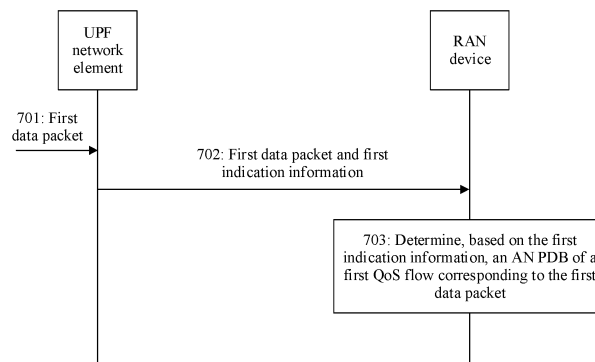 UPF
network
element
RAN
device
701: First
data packet
702: First data packet and first
indication information
703: Determine, based on the first
indication information, an AN PDB of a
first QoS flow corresponding to the first
data packet